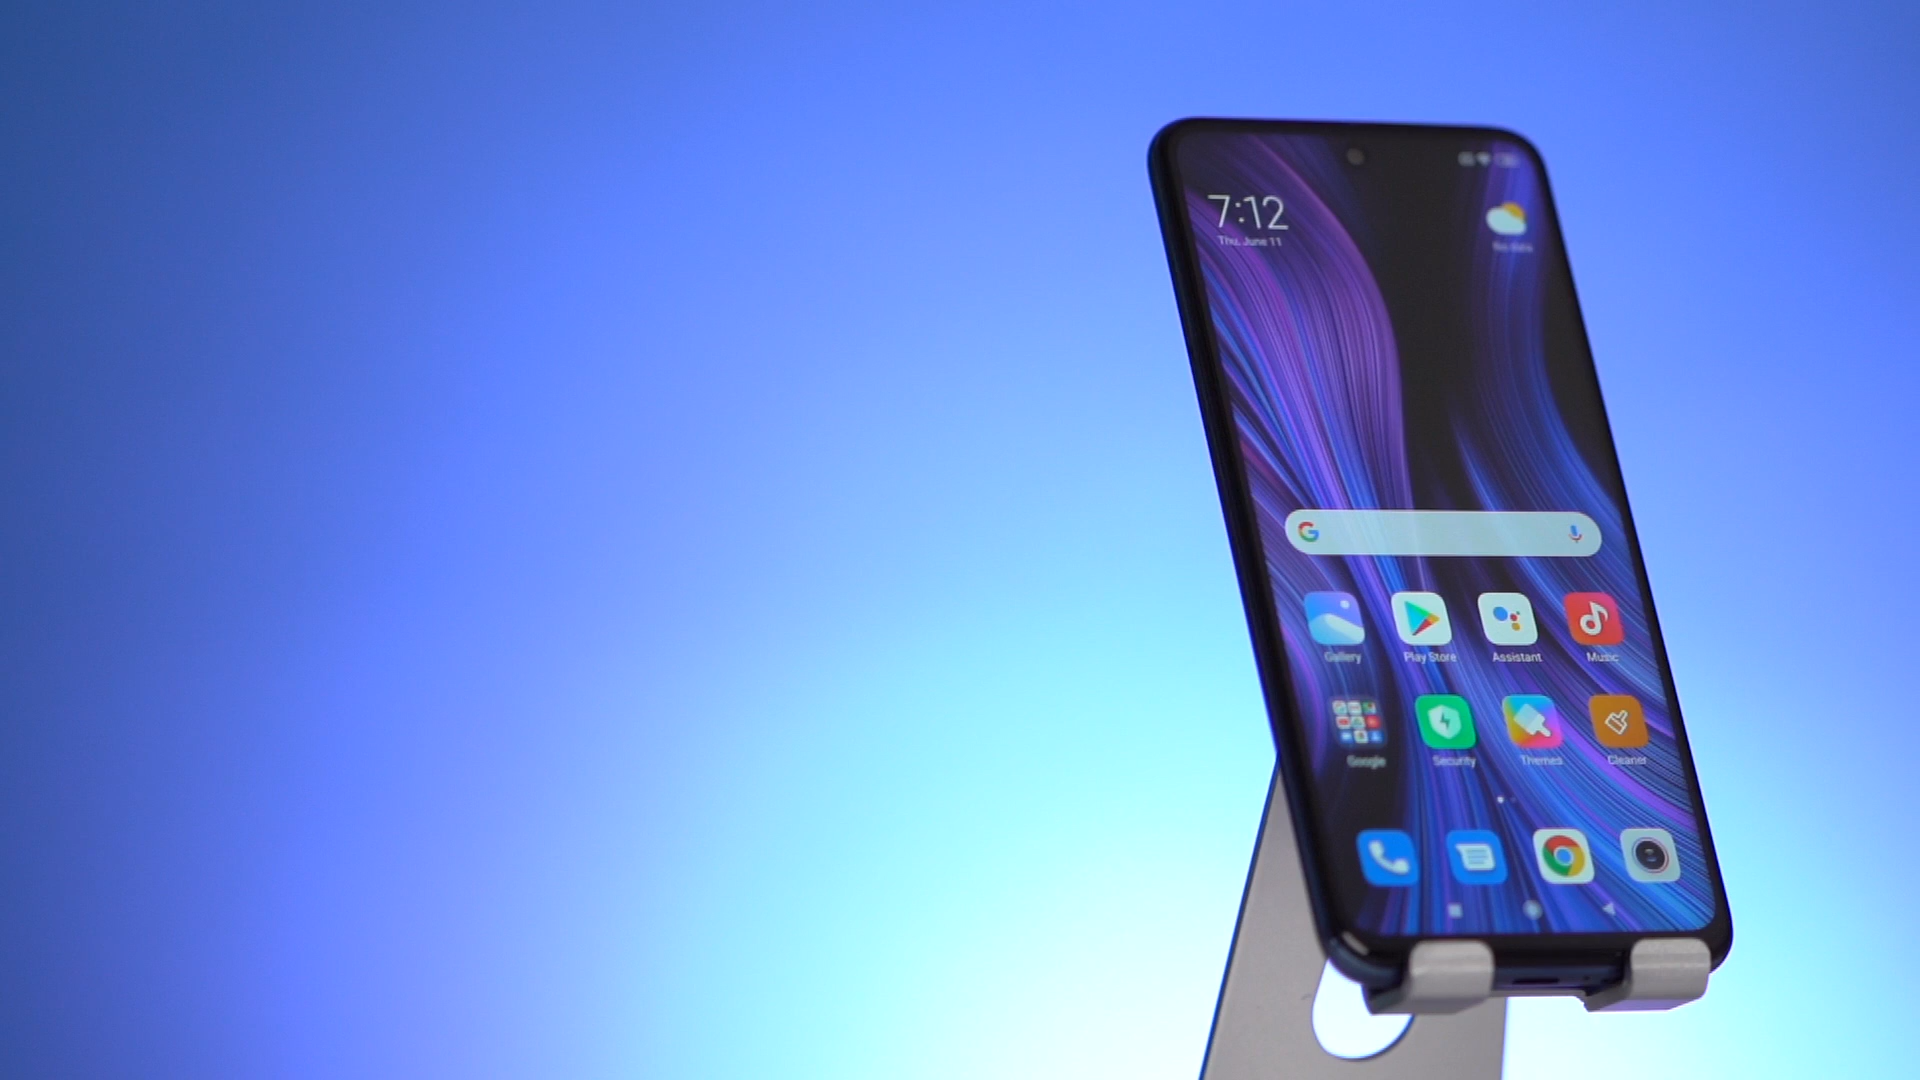 7:12
Thu, June 11
Gallery
Play Store
Assistant
Music
Google
Security
Themes
Cleaner